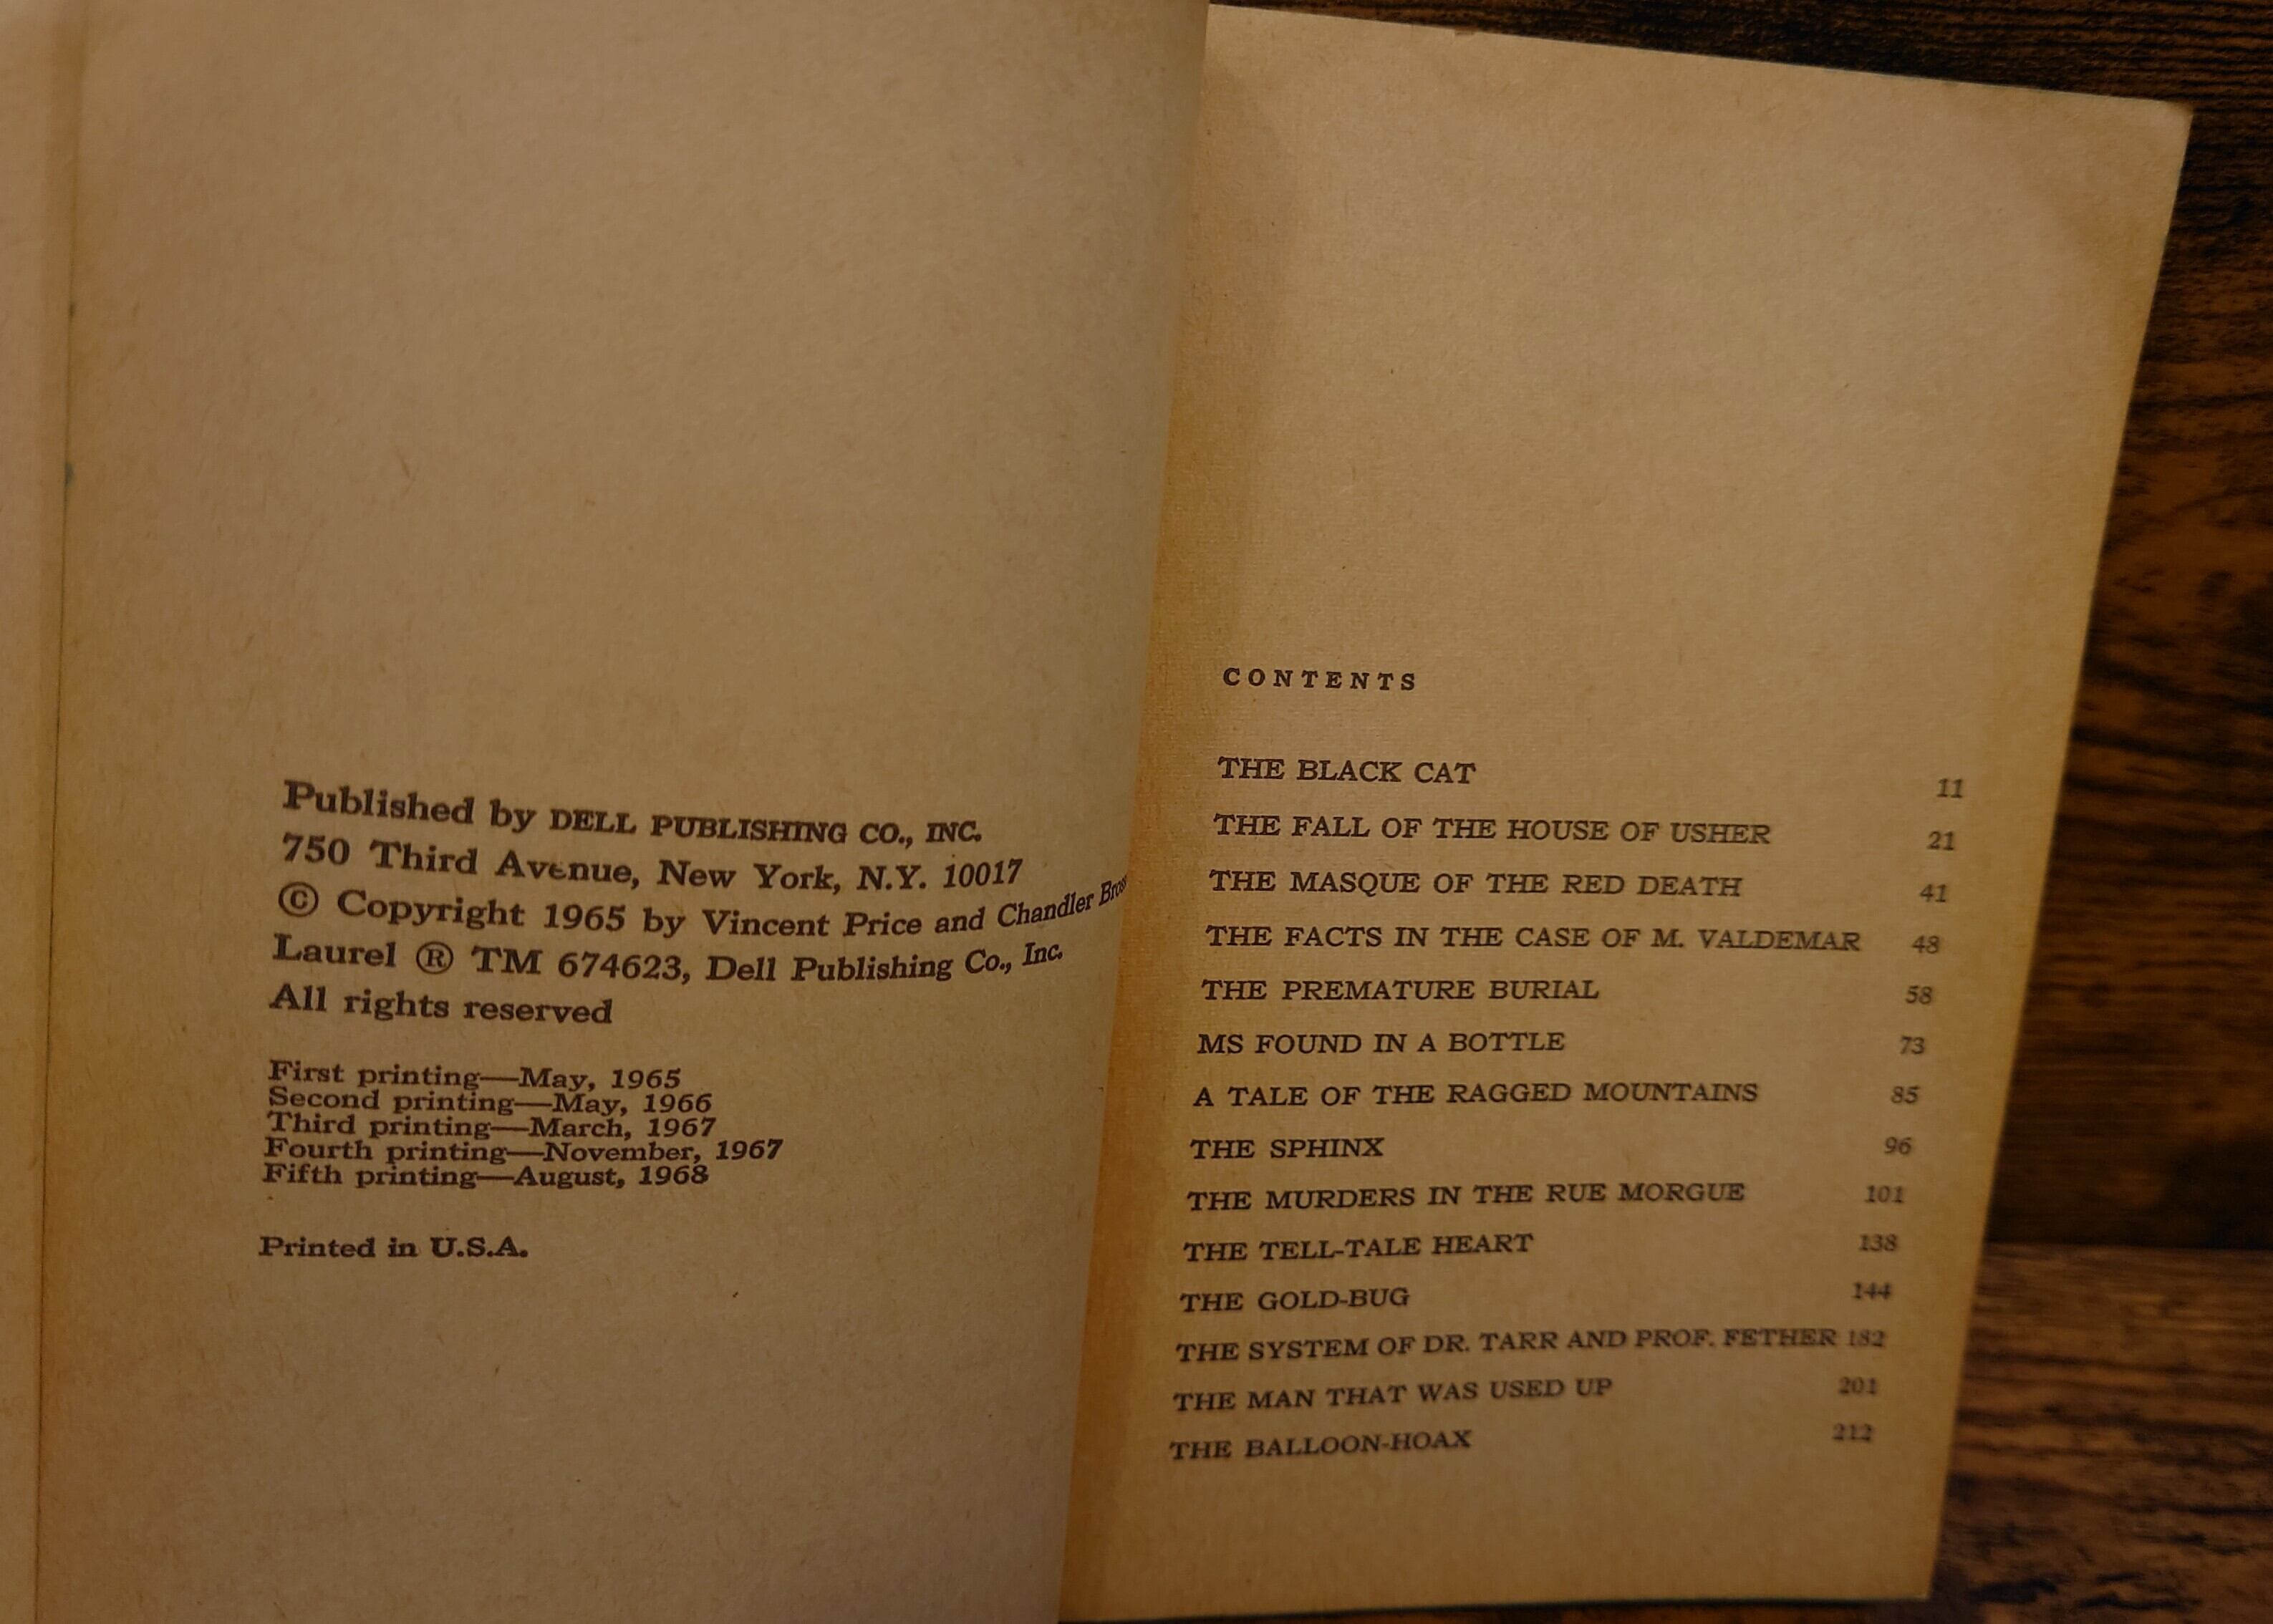 Published by DELL PUBLISHING CO., INC.
750 Third Avenue, New York, N.Y. 10017
© Copyright 1965 by Vincent Price and Chandler
Laurel ® TM 674623, Dell Publishing Co., Inc.
All rights reserved
First printing—May, 1965
Second printing—May, 1966
Third printing—March, 1967
Fourth printing—November, 1967
Fifth printing—August, 1968
Printed in U.S.A.
CONTENTS
THE BLACK CAT 11
THE FALL OF THE HOUSE OF USHER 21
THE MASQUE OF THE RED DEATH 41
THE FACTS IN THE CASE OF M. VALDEMAR 48
THE PREMATURE BURIAL 58
MS FOUND IN A BOTTLE 73
A TALE OF THE RAGGED MOUNTAINS 85
THE SPHINX 96
THE MURDERS IN THE RUE MORGUE 101
THE TELL-TALE HEART 138
THE GOLD-BUG 144
THE SYSTEM OF DR. TARR AND PROF. FETHER 182
THE MAN THAT WAS USED UP 201
THE BALLOON-HOAX 212